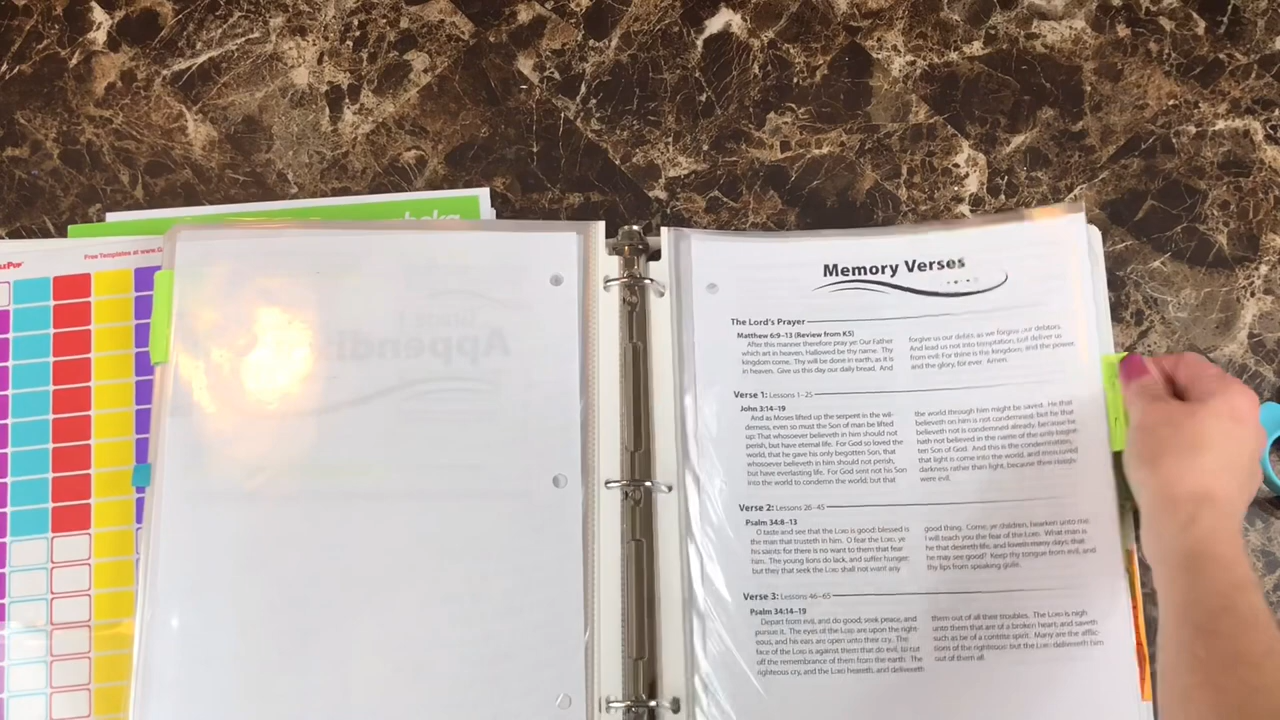 beka
Free Templates at www.
Memory Verses
The Lord's Prayer
Matthew 6:9–13 (Review from K5)
After this manner therefore pray ye: Our Father
which art in heaven, Hallowed be thy name. Thy
kingdom come. Thy will be done in earth, as it is
in heaven. Give us this day our daily bread. And
forgive us our debts, as we forgive our debtors.
And lead us not into temptation, but deliver us
from evil: For thine is the kingdom, and the power,
and the glory, for ever. Amen.
Verse 1: Lessons 1–25
John 3:14–19
And as Moses lifted up the serpent in the wil-
derness, even so must the Son of man be lifted
up: That whosoever believeth in him should not
perish, but have eternal life. For God so loved the
world, that he gave his only begotten Son, that
whosoever believeth in him should not perish,
but have everlasting life. For God sent not his Son
into the world to condemn the world; but that
the world through him might be saved. He that
believeth on him is not condemned: but he that
believeth not is condemned already, because he
hath not believed in the name of the only begot-
ten Son of God. And this is the condemnation,
that light is come into the world, and men loved
darkness rather than light, because their deeds
were evil.
Verse 2: Lessons 26–45
Psalm 34:8–13
O taste and see that the LORD is good: blessed is
the man that trusteth in him. O fear the LORD, ye
his saints: for there is no want to them that fear
him. The young lions do lack, and suffer hunger:
but they that seek the LORD shall not want any
good thing. Come, ye children, hearken unto me:
I will teach you the fear of the LORD. What man is
he that desireth life, and loveth many days, that
he may see good? Keep thy tongue from evil, and
thy lips from speaking guile.
Verse 3: Lessons 46–65
Psalm 34:14–19
Depart from evil, and do good; seek peace, and
pursue it. The eyes of the LORD are upon the right-
eous, and his ears are open unto their cry. The
face of the LORD is against them that do evil, to cut
off the remembrance of them from the earth. The
righteous cry, and the LORD heareth, and delivereth
them out of all their troubles. The LORD is nigh
unto them that are of a broken heart; and saveth
such as be of a contrite spirit. Many are the afflic-
tions of the righteous: but the LORD delivereth him
out of them all.